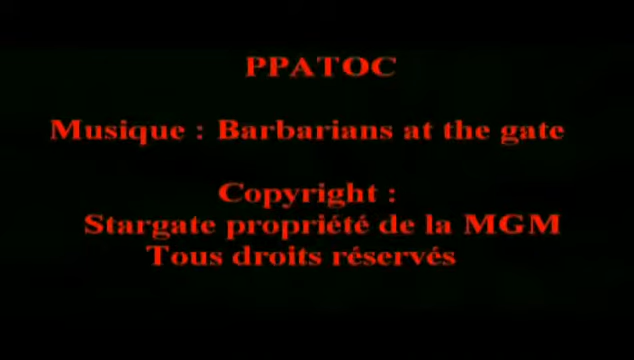 PPATOC
Musique : Barbarians at the gate
Copyright :
Stargate propriété de la MGM
Tous droits réservés